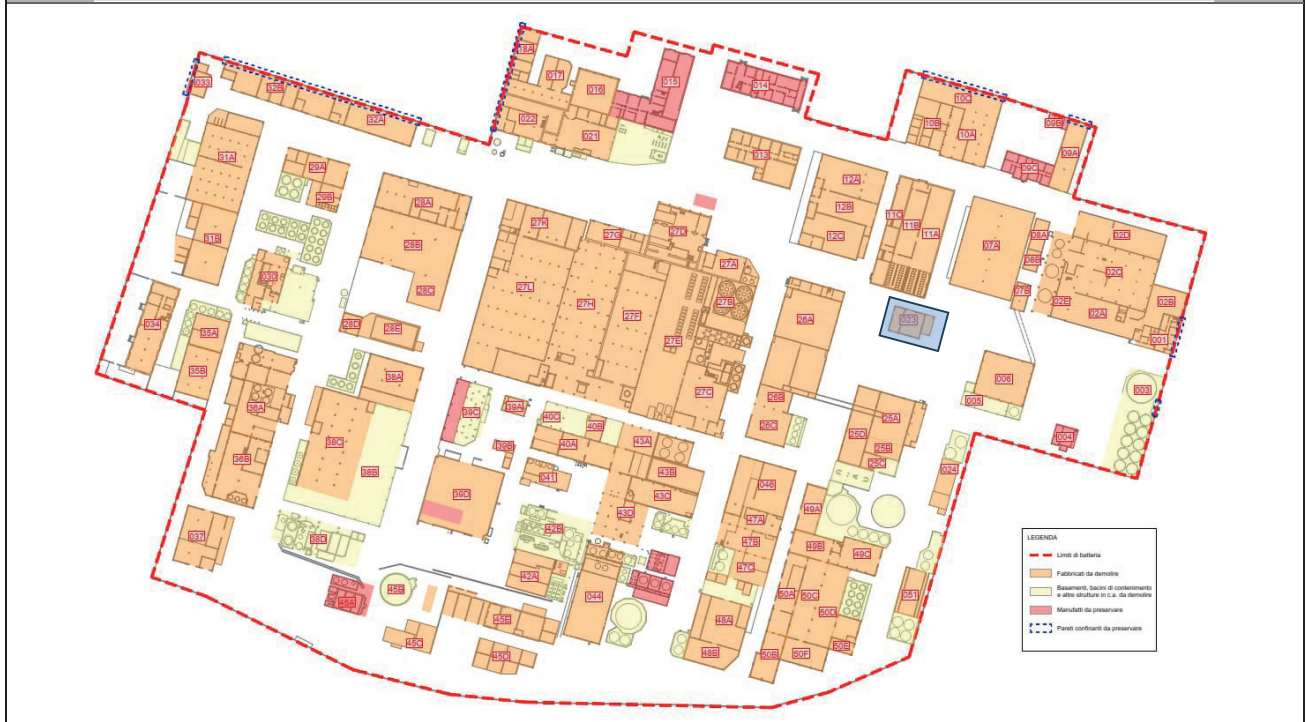 18A
017
016
015
014
033
32B
32A
022
021
10C
10B
10A
09B
09A
09C
013
31A
29A
29B
28A
12A
12B
12C
11C
11B
11A
27K
27G
27D
07A
08A
08B
02D
31B
28B
27A
02C
030
28C
27L
27H
27F
27B
07B
02E
02B
02A
26A
023
034
35A
28D
28E
27E
001
35B
38A
27C
006
003
005
36A
39C
39A
26B
26C
25A
40C
40B
40A
43A
25D
25B
25C
004
38C
38B
39B
36B
041
43B
43C
024
39D
046
43D
49A
47A
42B
47B
49B
49C
037
38D
47C
42A
45B
044
50A
50C
50D
051
45E
48A
45C
45D
48B
50E
50B
50F
LEGENDA
Limiti di batteria
Fabbricati da demolire
Basamenti, bacini di contenimento
e altre strutture in c.a. da demolire
Manufatti da preservare
Pareti confinanti da preservare